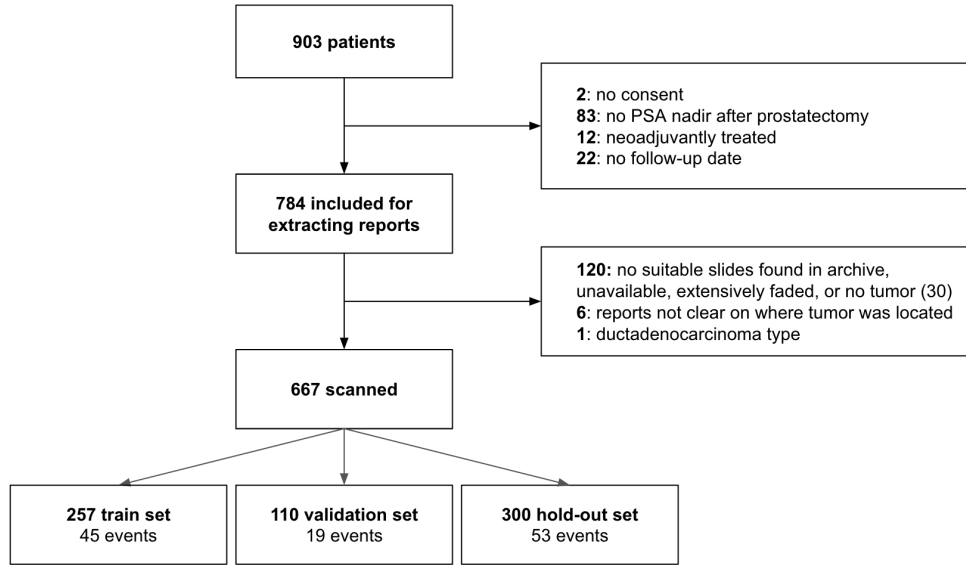 903 patients
2: no consent
83: no PSA nadir after prostatectomy
12: neoadjuvantly treated
22: no follow-up date
784 included for
extracting reports
120: no suitable slides found in archive,
unavailable, extensively faded, or no tumor (30)
6: reports not clear on where tumor was located
1: ductadenocarcinoma type
667 scanned
257 train set
45 events
110 validation set
19 events
300 hold-out set
53 events